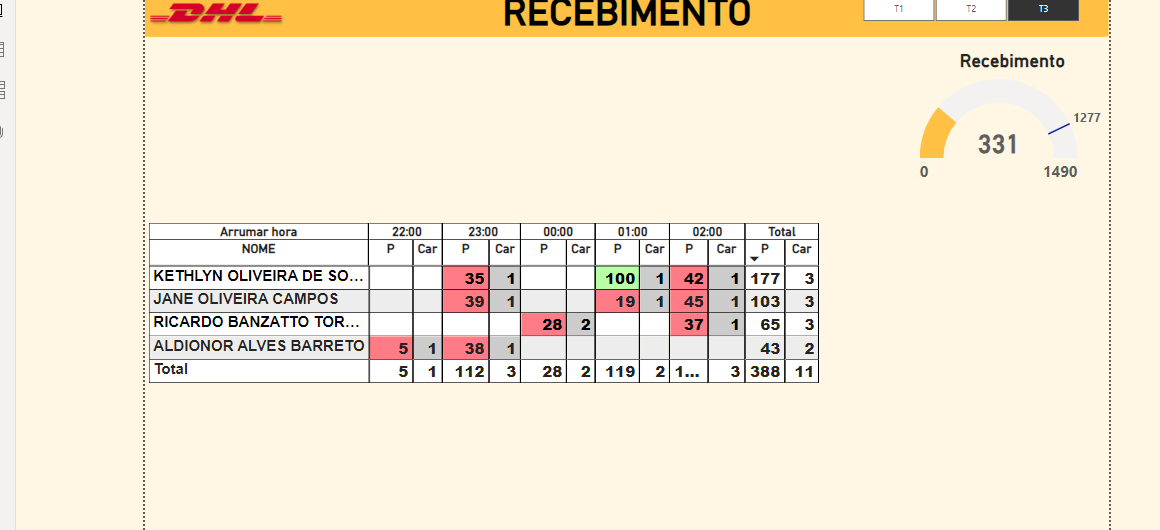 DHL RECEBIMENTO T1 T2 T3
Recebimento
1277
331
0 1490
Arrumar hora 22:00 23:00 00:00 01:00 02:00 Total
NOME P Car P Car P Car P Car P Car P Car
KETHLYN OLIVEIRA DE SO... 35 1 100 1 42 1 177 3
JANE OLIVEIRA CAMPOS 39 1 19 1 45 1 103 3
RICARDO BANZATTO TOR... 28 2 37 1 65 3
ALDIONOR ALVES BARRETO 5 1 38 1 43 2
Total 5 1 112 3 28 2 119 2 1... 3 388 11